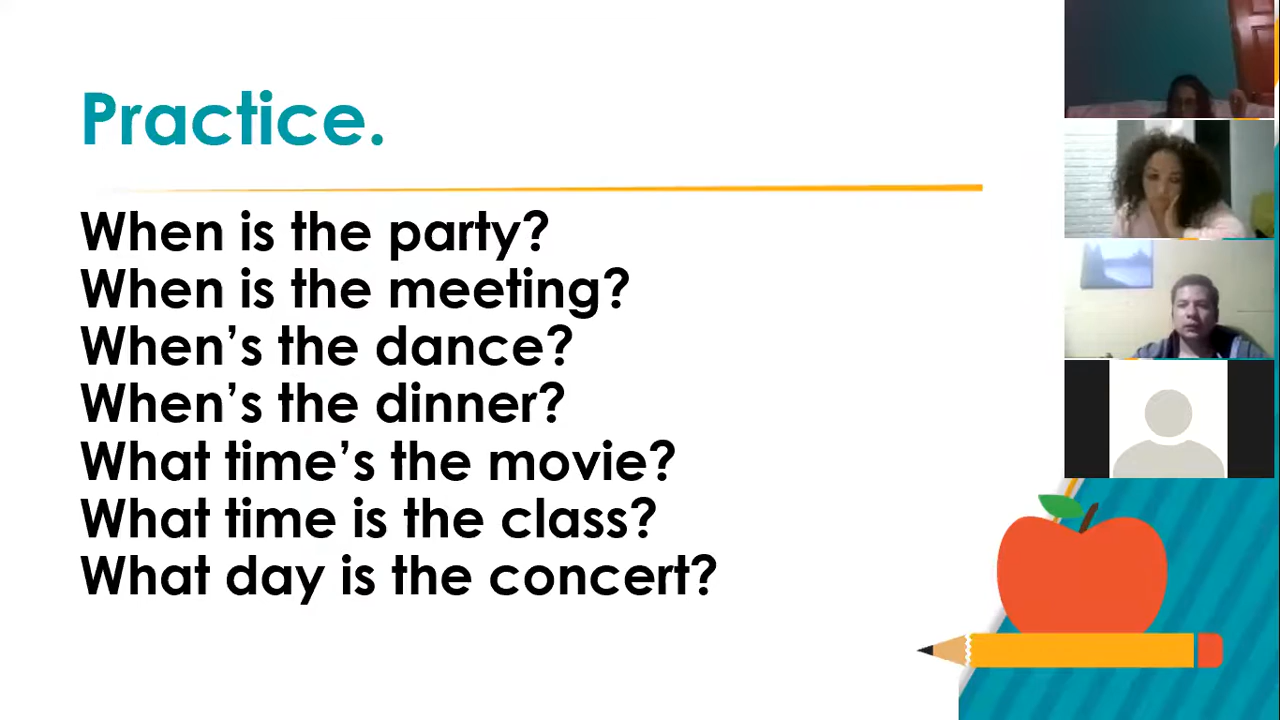 Practice.
When is the party?
When is the meeting?
When’s the dance?
When’s the dinner?
What time’s the movie?
What time is the class?
What day is the concert?